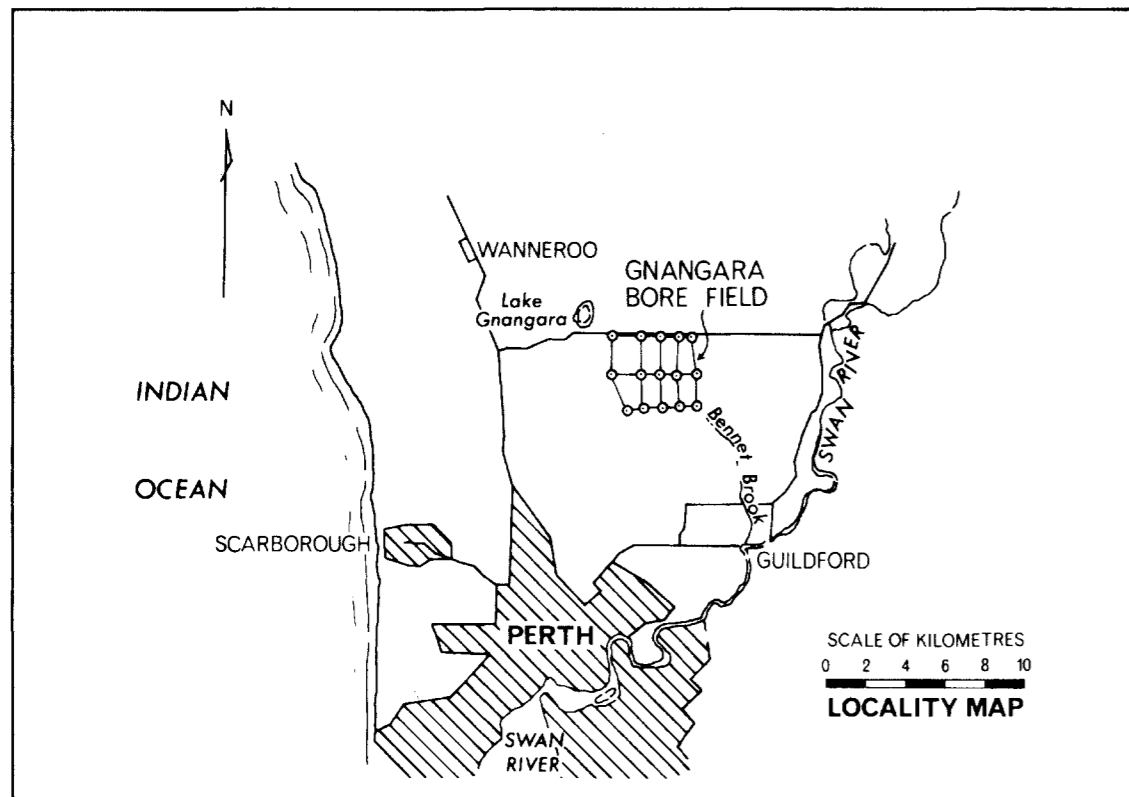 N
WANNEROO
GNANGARA
BORE FIELD
Lake
Gnangara
INDIAN
OCEAN
SWAN RIVER
Bennet Brook
SCARBOROUGH
GUILDFORD
PERTH
SCALE OF KILOMETRES
0 2 4 6 8 10
LOCALITY MAP
SWAN
RIVER